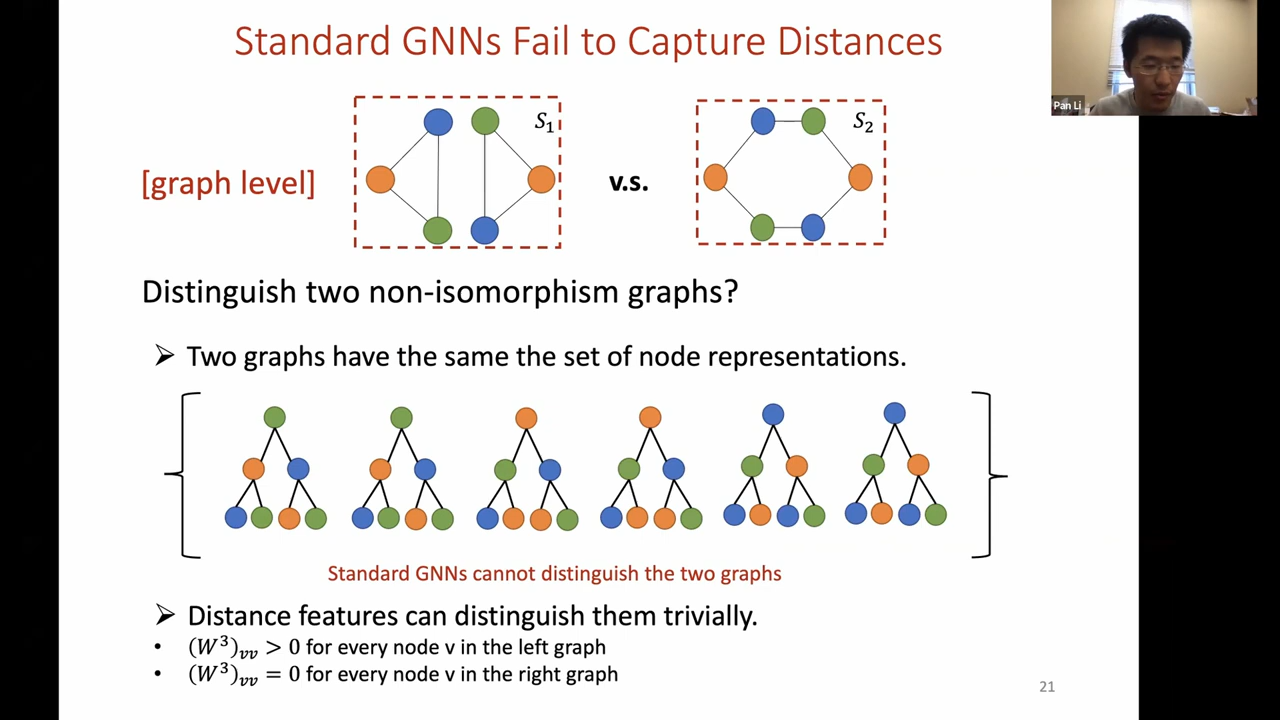 Standard GNNs Fail to Capture Distances
Pan Li
S₁
S₂
[graph level]
v.s.
Distinguish two non-isomorphism graphs?
➢ Two graphs have the same the set of node representations.
Standard GNNs cannot distinguish the two graphs
➢ Distance features can distinguish them trivially.
• (W³)ᵥᵥ > 0 for every node v in the left graph
• (W³)ᵥᵥ = 0 for every node v in the right graph
21